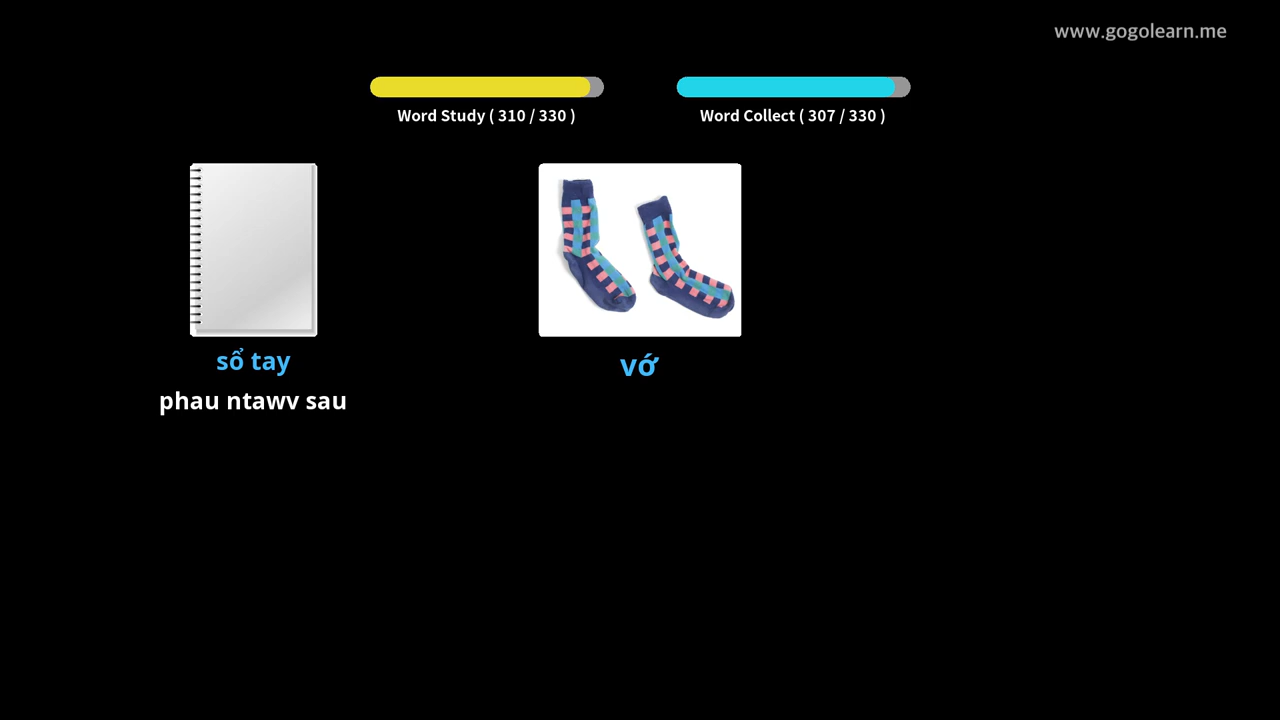 www.gogolearn.me
Word Study ( 310 / 330 )
Word Collect ( 307 / 330 )
sổ tay
phau ntawv sau
vớ